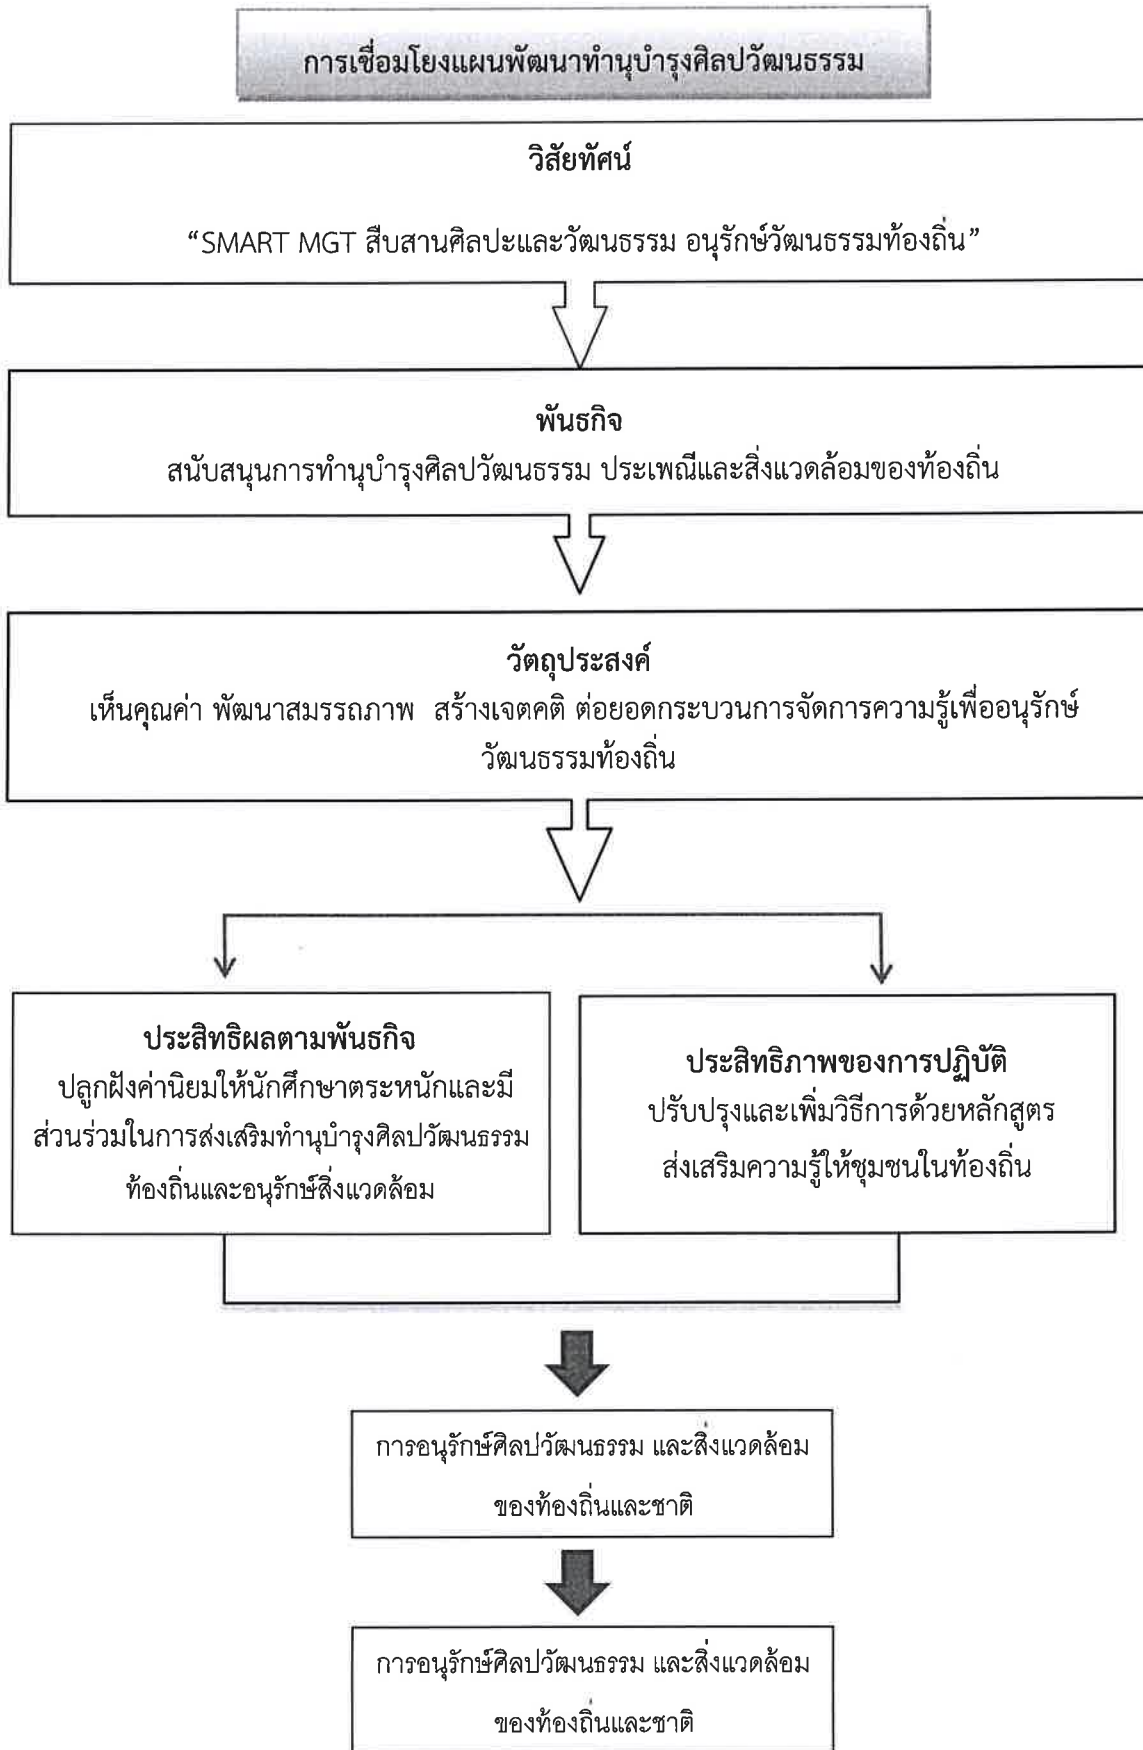 การเชื่อมโยงแผนพัฒนาทำนุบำรุงศิลปวัฒนธรรม
วิสัยทัศน์
“SMART MGT สืบสานศิลปะและวัฒนธรรม อนุรักษ์วัฒนธรรมท้องถิ่น”
พันธกิจ
สนับสนุนการทำนุบำรุงศิลปวัฒนธรรม ประเพณีและสิ่งแวดล้อมของท้องถิ่น
วัตถุประสงค์
เห็นคุณค่า พัฒนาสมรรถภาพ สร้างเจตคติ ต่อยอดกระบวนการจัดการความรู้เพื่ออนุรักษ์
วัฒนธรรมท้องถิ่น
ประสิทธิผลตามพันธกิจ
ปลูกฝังค่านิยมให้นักศึกษาตระหนักและมี
ส่วนร่วมในการส่งเสริมทำนุบำรุงศิลปวัฒนธรรม
ท้องถิ่นและอนุรักษ์สิ่งแวดล้อม
ประสิทธิภาพของการปฏิบัติ
ปรับปรุงและเพิ่มวิธีการด้วยหลักสูตร
ส่งเสริมความรู้ให้ชุมชนในท้องถิ่น
การอนุรักษ์ศิลปวัฒนธรรม และสิ่งแวดล้อม
ของท้องถิ่นและชาติ
การอนุรักษ์ศิลปวัฒนธรรม และสิ่งแวดล้อม
ของท้องถิ่นและชาติ